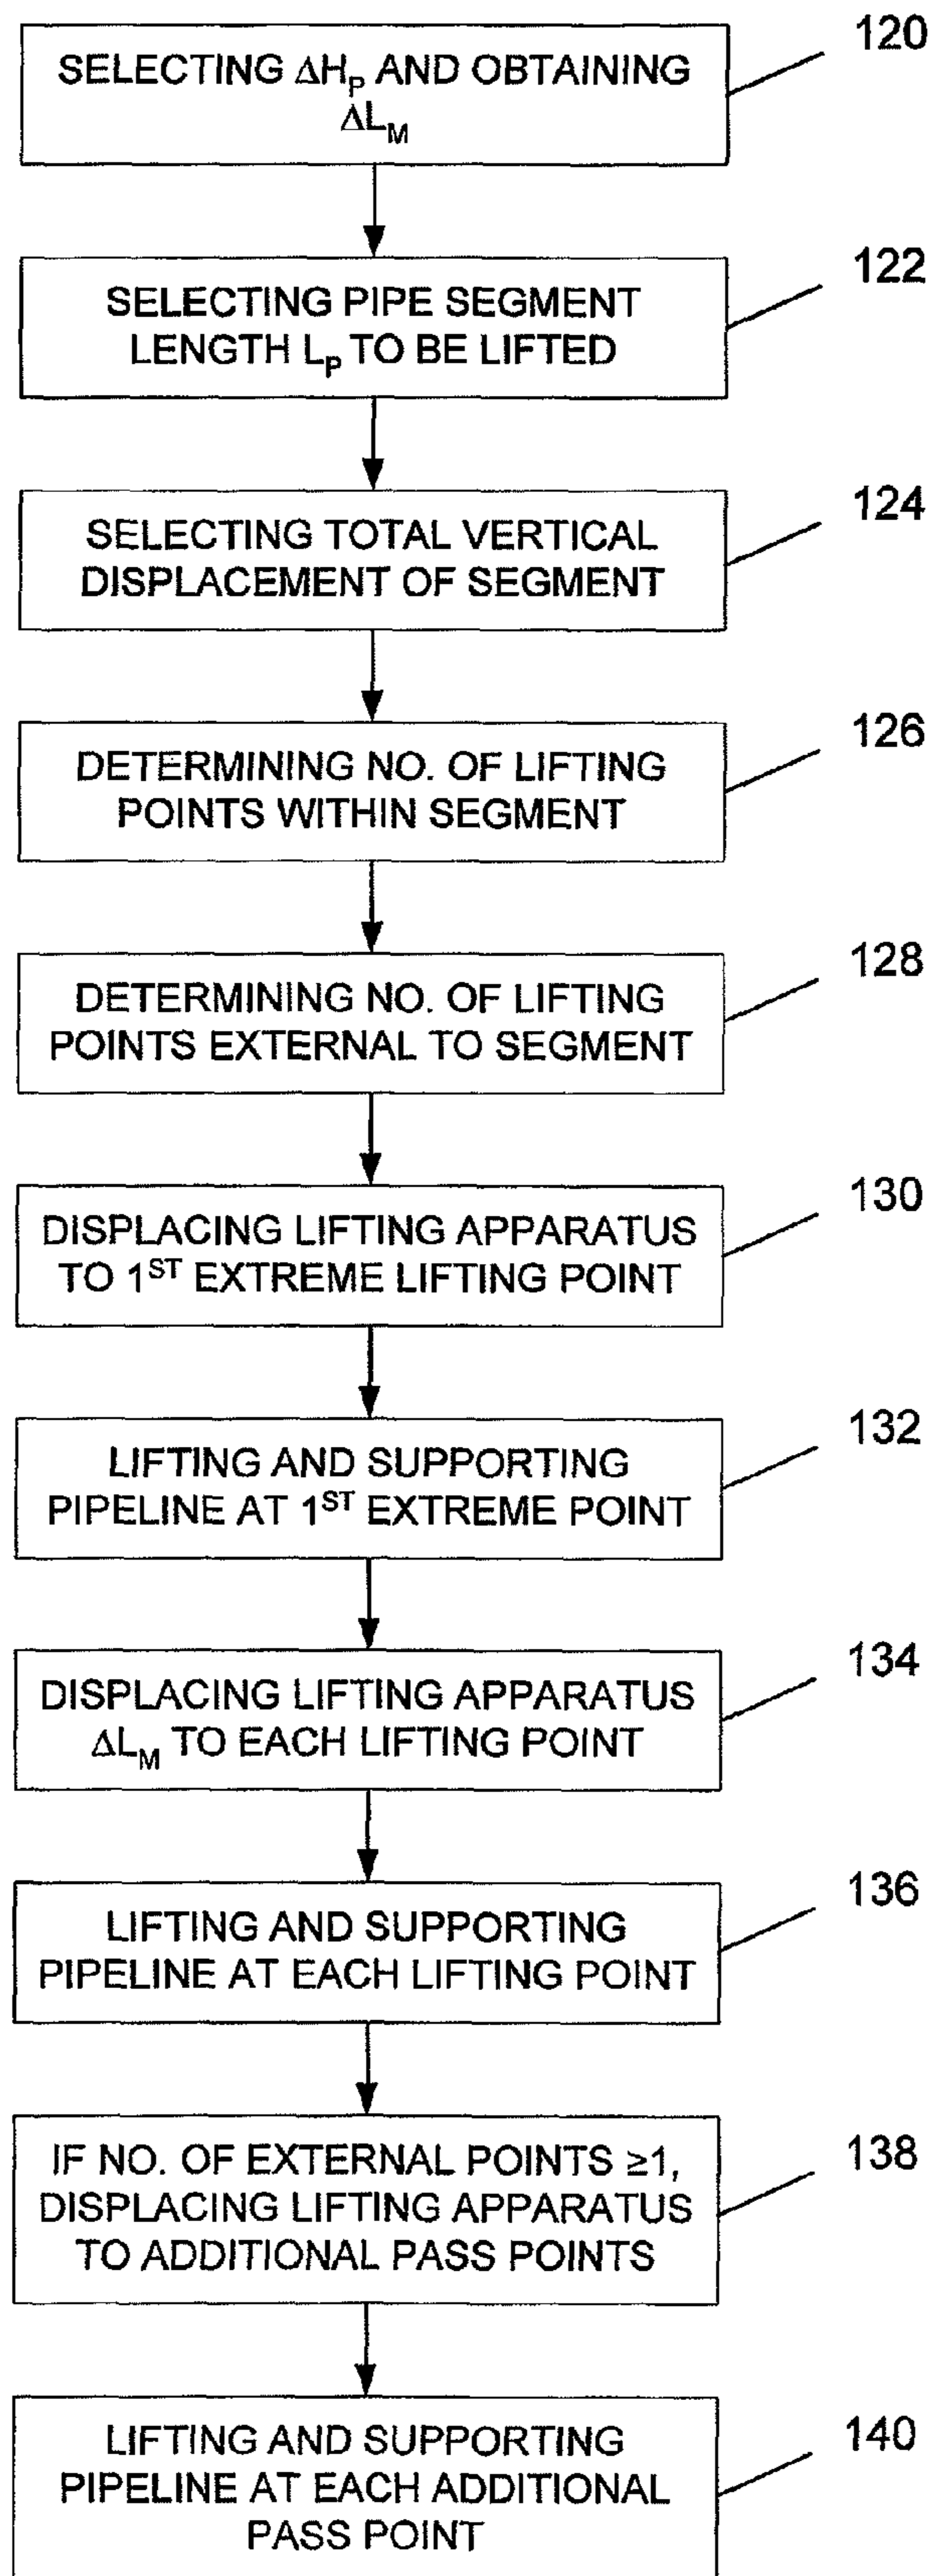 120
SELECTING ΔHP AND OBTAINING
ΔLM
122
SELECTING PIPE SEGMENT
LENGTH LP TO BE LIFTED
124
SELECTING TOTAL VERTICAL
DISPLACEMENT OF SEGMENT
126
DETERMINING NO. OF LIFTING
POINTS WITHIN SEGMENT
128
DETERMINING NO. OF LIFTING
POINTS EXTERNAL TO SEGMENT
130
DISPLACING LIFTING APPARATUS
TO 1ST EXTREME LIFTING POINT
132
LIFTING AND SUPPORTING
PIPELINE AT 1ST EXTREME POINT
134
DISPLACING LIFTING APPARATUS
ΔLM TO EACH LIFTING POINT
136
LIFTING AND SUPPORTING
PIPELINE AT EACH LIFTING POINT
138
IF NO. OF EXTERNAL POINTS ≥1,
DISPLACING LIFTING APPARATUS
TO ADDITIONAL PASS POINTS
140
LIFTING AND SUPPORTING
PIPELINE AT EACH ADDITIONAL
PASS POINT